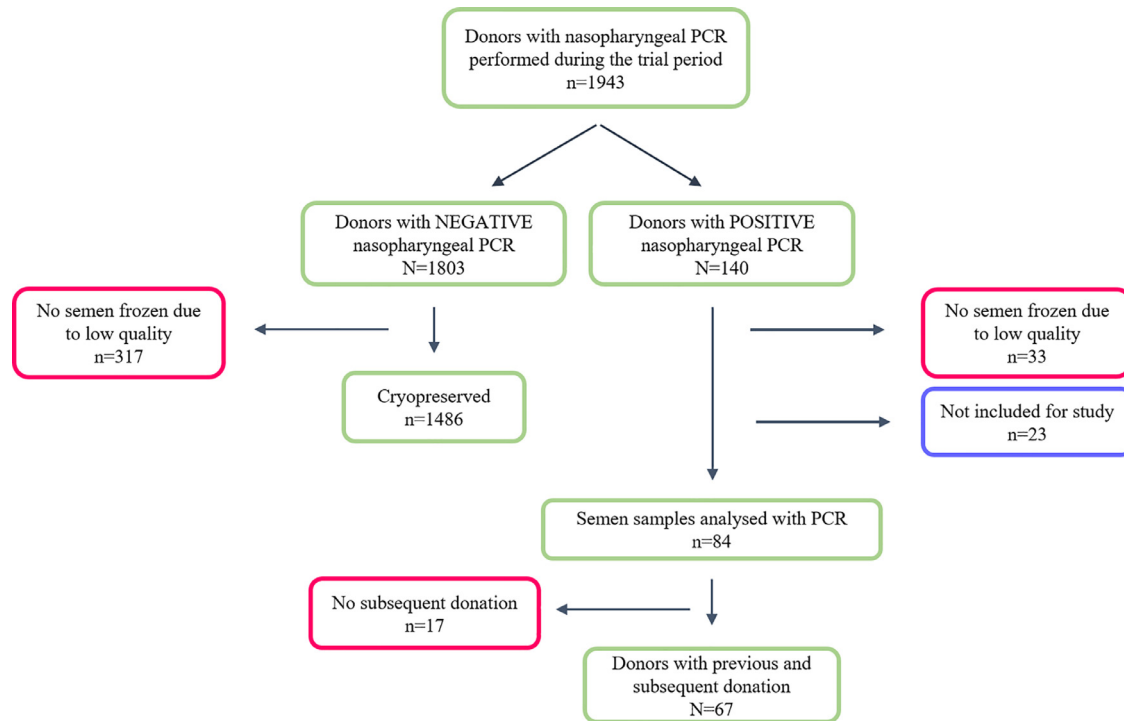 Donors with nasopharyngeal PCR
performed during the trial period
n=1943
Donors with NEGATIVE
nasopharyngeal PCR
N=1803
Donors with POSITIVE
nasopharyngeal PCR
N=140
No semen frozen due
to low quality
n=317
No semen frozen due
to low quality
n=33
Cryopreserved
n=1486
Not included for study
n=23
Semen samples analysed with PCR
n=84
No subsequent donation
n=17
Donors with previous and
subsequent donation
N=67